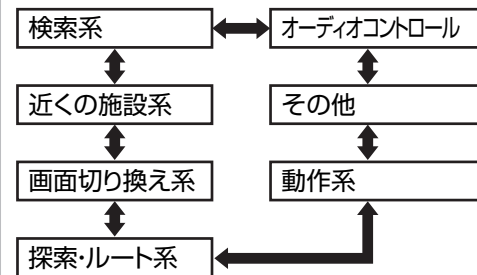 検索系
オーディオコントロール
近くの施設系
その他
画面切り換え系
動作系
探索・ルート系